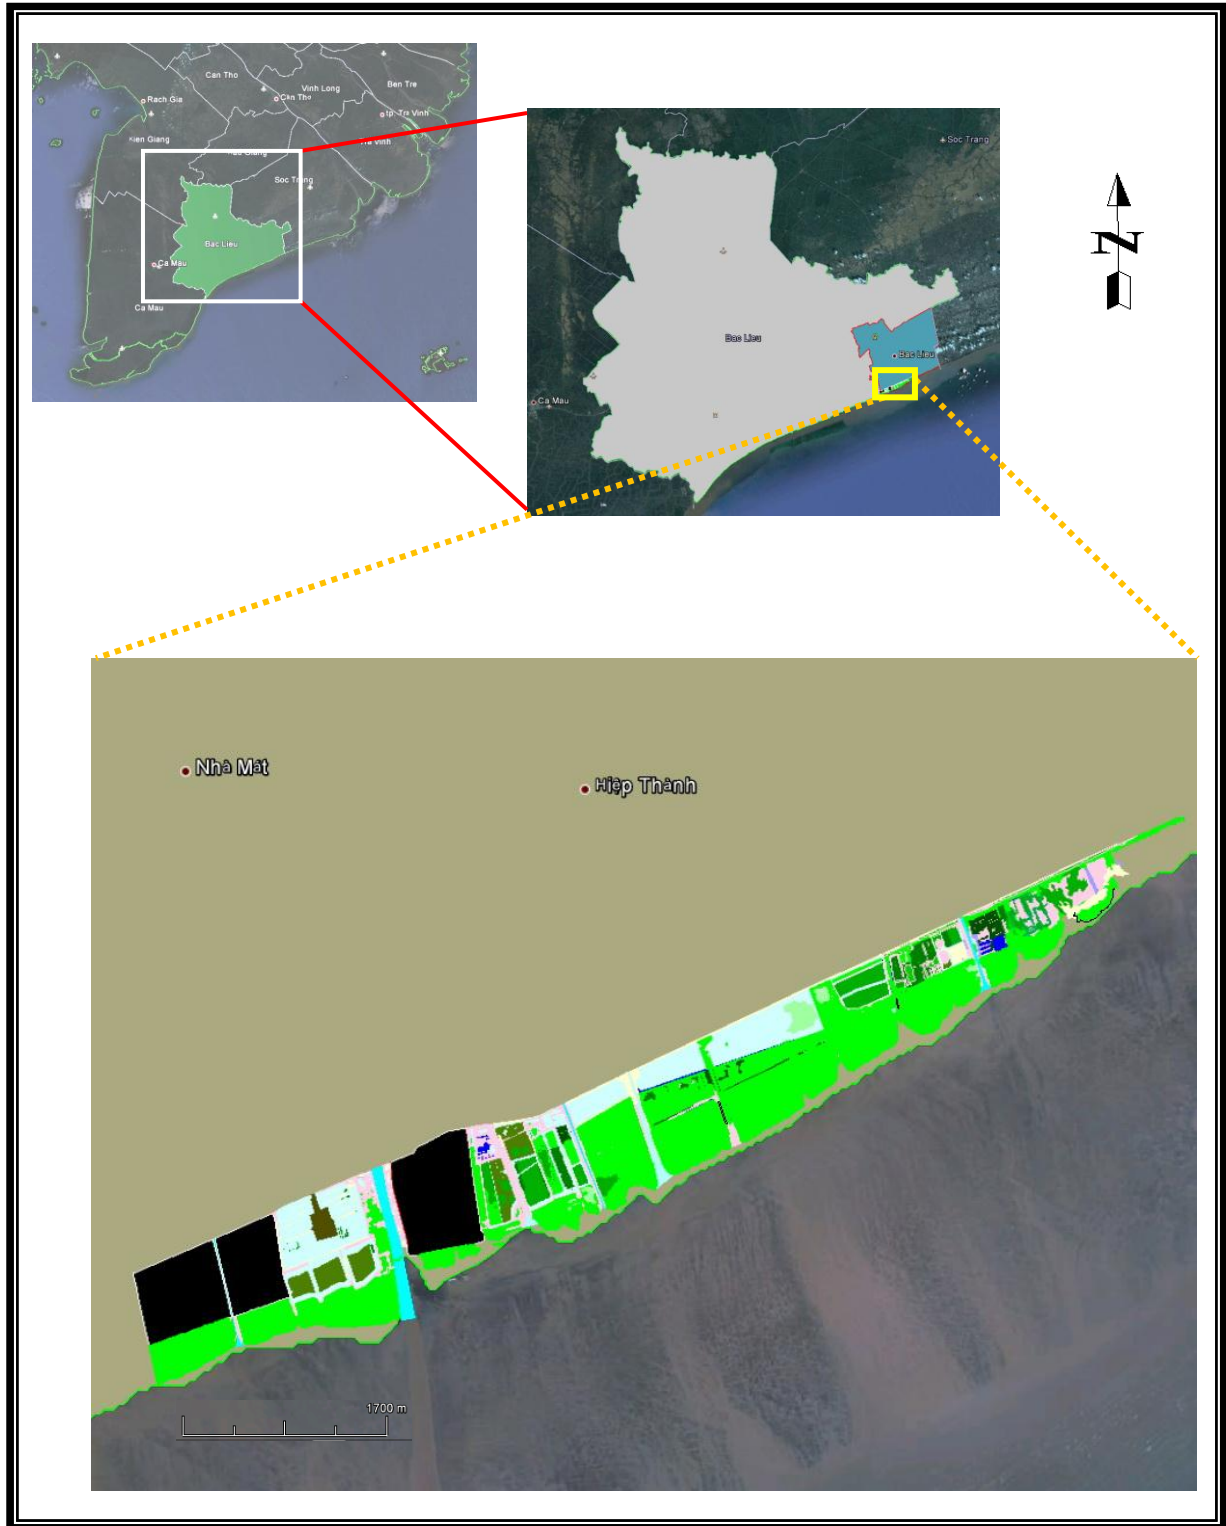 Can Tho
Ben Tre
Vinh Long
Rach Gia
Can Tho
tp. Tra Vinh
Kien Giang
Tra Vinh
Soc Trang
Bac Lieu
Ca Mau
Ca Mau
Soc Trang
Bac Lieu
Bac Lieu
Ca Mau
N
Nhà Mát
Hiệp Thành
1700 m